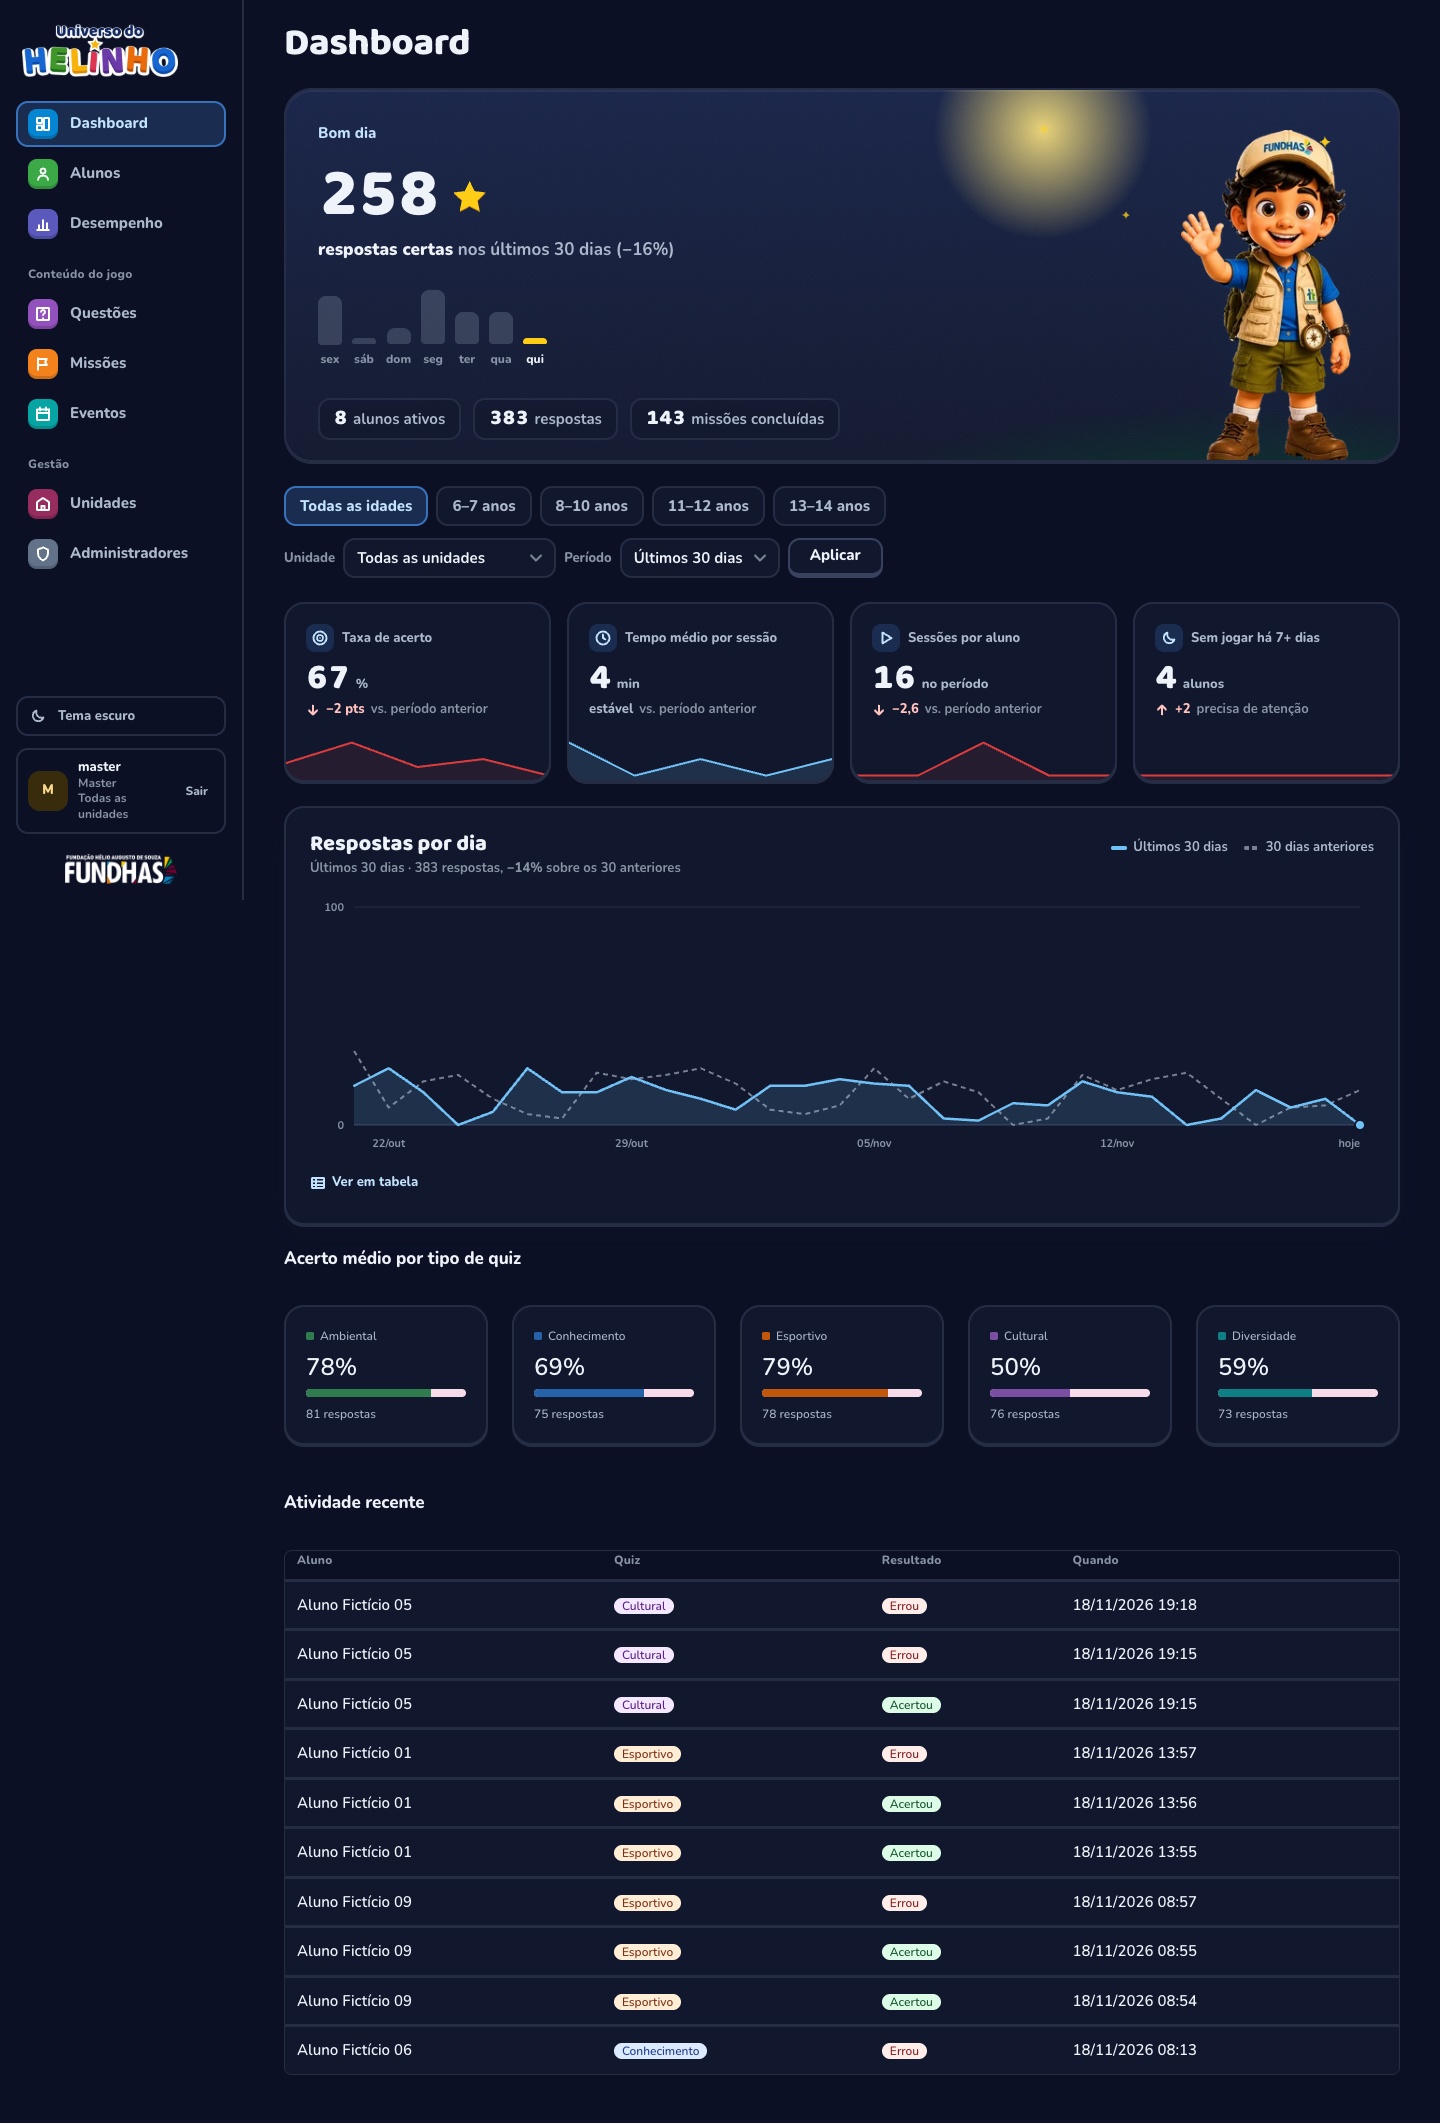 Universo do
HELINHO
Dashboard
Alunos
Desempenho
Conteúdo do jogo
Questões
Missões
Eventos
Gestão
Unidades
Administradores
Tema escuro
M
master
Master
Todas as
unidades
Sair
FUNDAÇÃO HÉLIO AUGUSTO DE SOUZA
FUNDHAS
Dashboard
Bom dia
258
respostas certas nos últimos 30 dias (−16%)
sex sáb dom seg ter qua qui
8 alunos ativos 383 respostas 143 missões concluídas
FUNDHAS
Todas as idades 6–7 anos 8–10 anos 11–12 anos 13–14 anos
Unidade Todas as unidades Período Últimos 30 dias Aplicar
Taxa de acerto
67 %
−2 pts vs. período anterior
Tempo médio por sessão
4 min
estável vs. período anterior
Sessões por aluno
16 no período
−2,6 vs. período anterior
Sem jogar há 7+ dias
4 alunos
+2 precisa de atenção
Respostas por dia
Últimos 30 dias · 383 respostas, −14% sobre os 30 anteriores
Últimos 30 dias 30 dias anteriores
100
0
22/out 29/out 05/nov 12/nov hoje
Ver em tabela
Acerto médio por tipo de quiz
Ambiental
78%
81 respostas
Conhecimento
69%
75 respostas
Esportivo
79%
78 respostas
Cultural
50%
76 respostas
Diversidade
59%
73 respostas
Atividade recente
Aluno Quiz Resultado Quando
Aluno Fictício 05 Cultural Errou 18/11/2026 19:18
Aluno Fictício 05 Cultural Errou 18/11/2026 19:15
Aluno Fictício 05 Cultural Acertou 18/11/2026 19:15
Aluno Fictício 01 Esportivo Errou 18/11/2026 13:57
Aluno Fictício 01 Esportivo Acertou 18/11/2026 13:56
Aluno Fictício 01 Esportivo Acertou 18/11/2026 13:55
Aluno Fictício 09 Esportivo Errou 18/11/2026 08:57
Aluno Fictício 09 Esportivo Acertou 18/11/2026 08:55
Aluno Fictício 09 Esportivo Acertou 18/11/2026 08:54
Aluno Fictício 06 Conhecimento Errou 18/11/2026 08:13